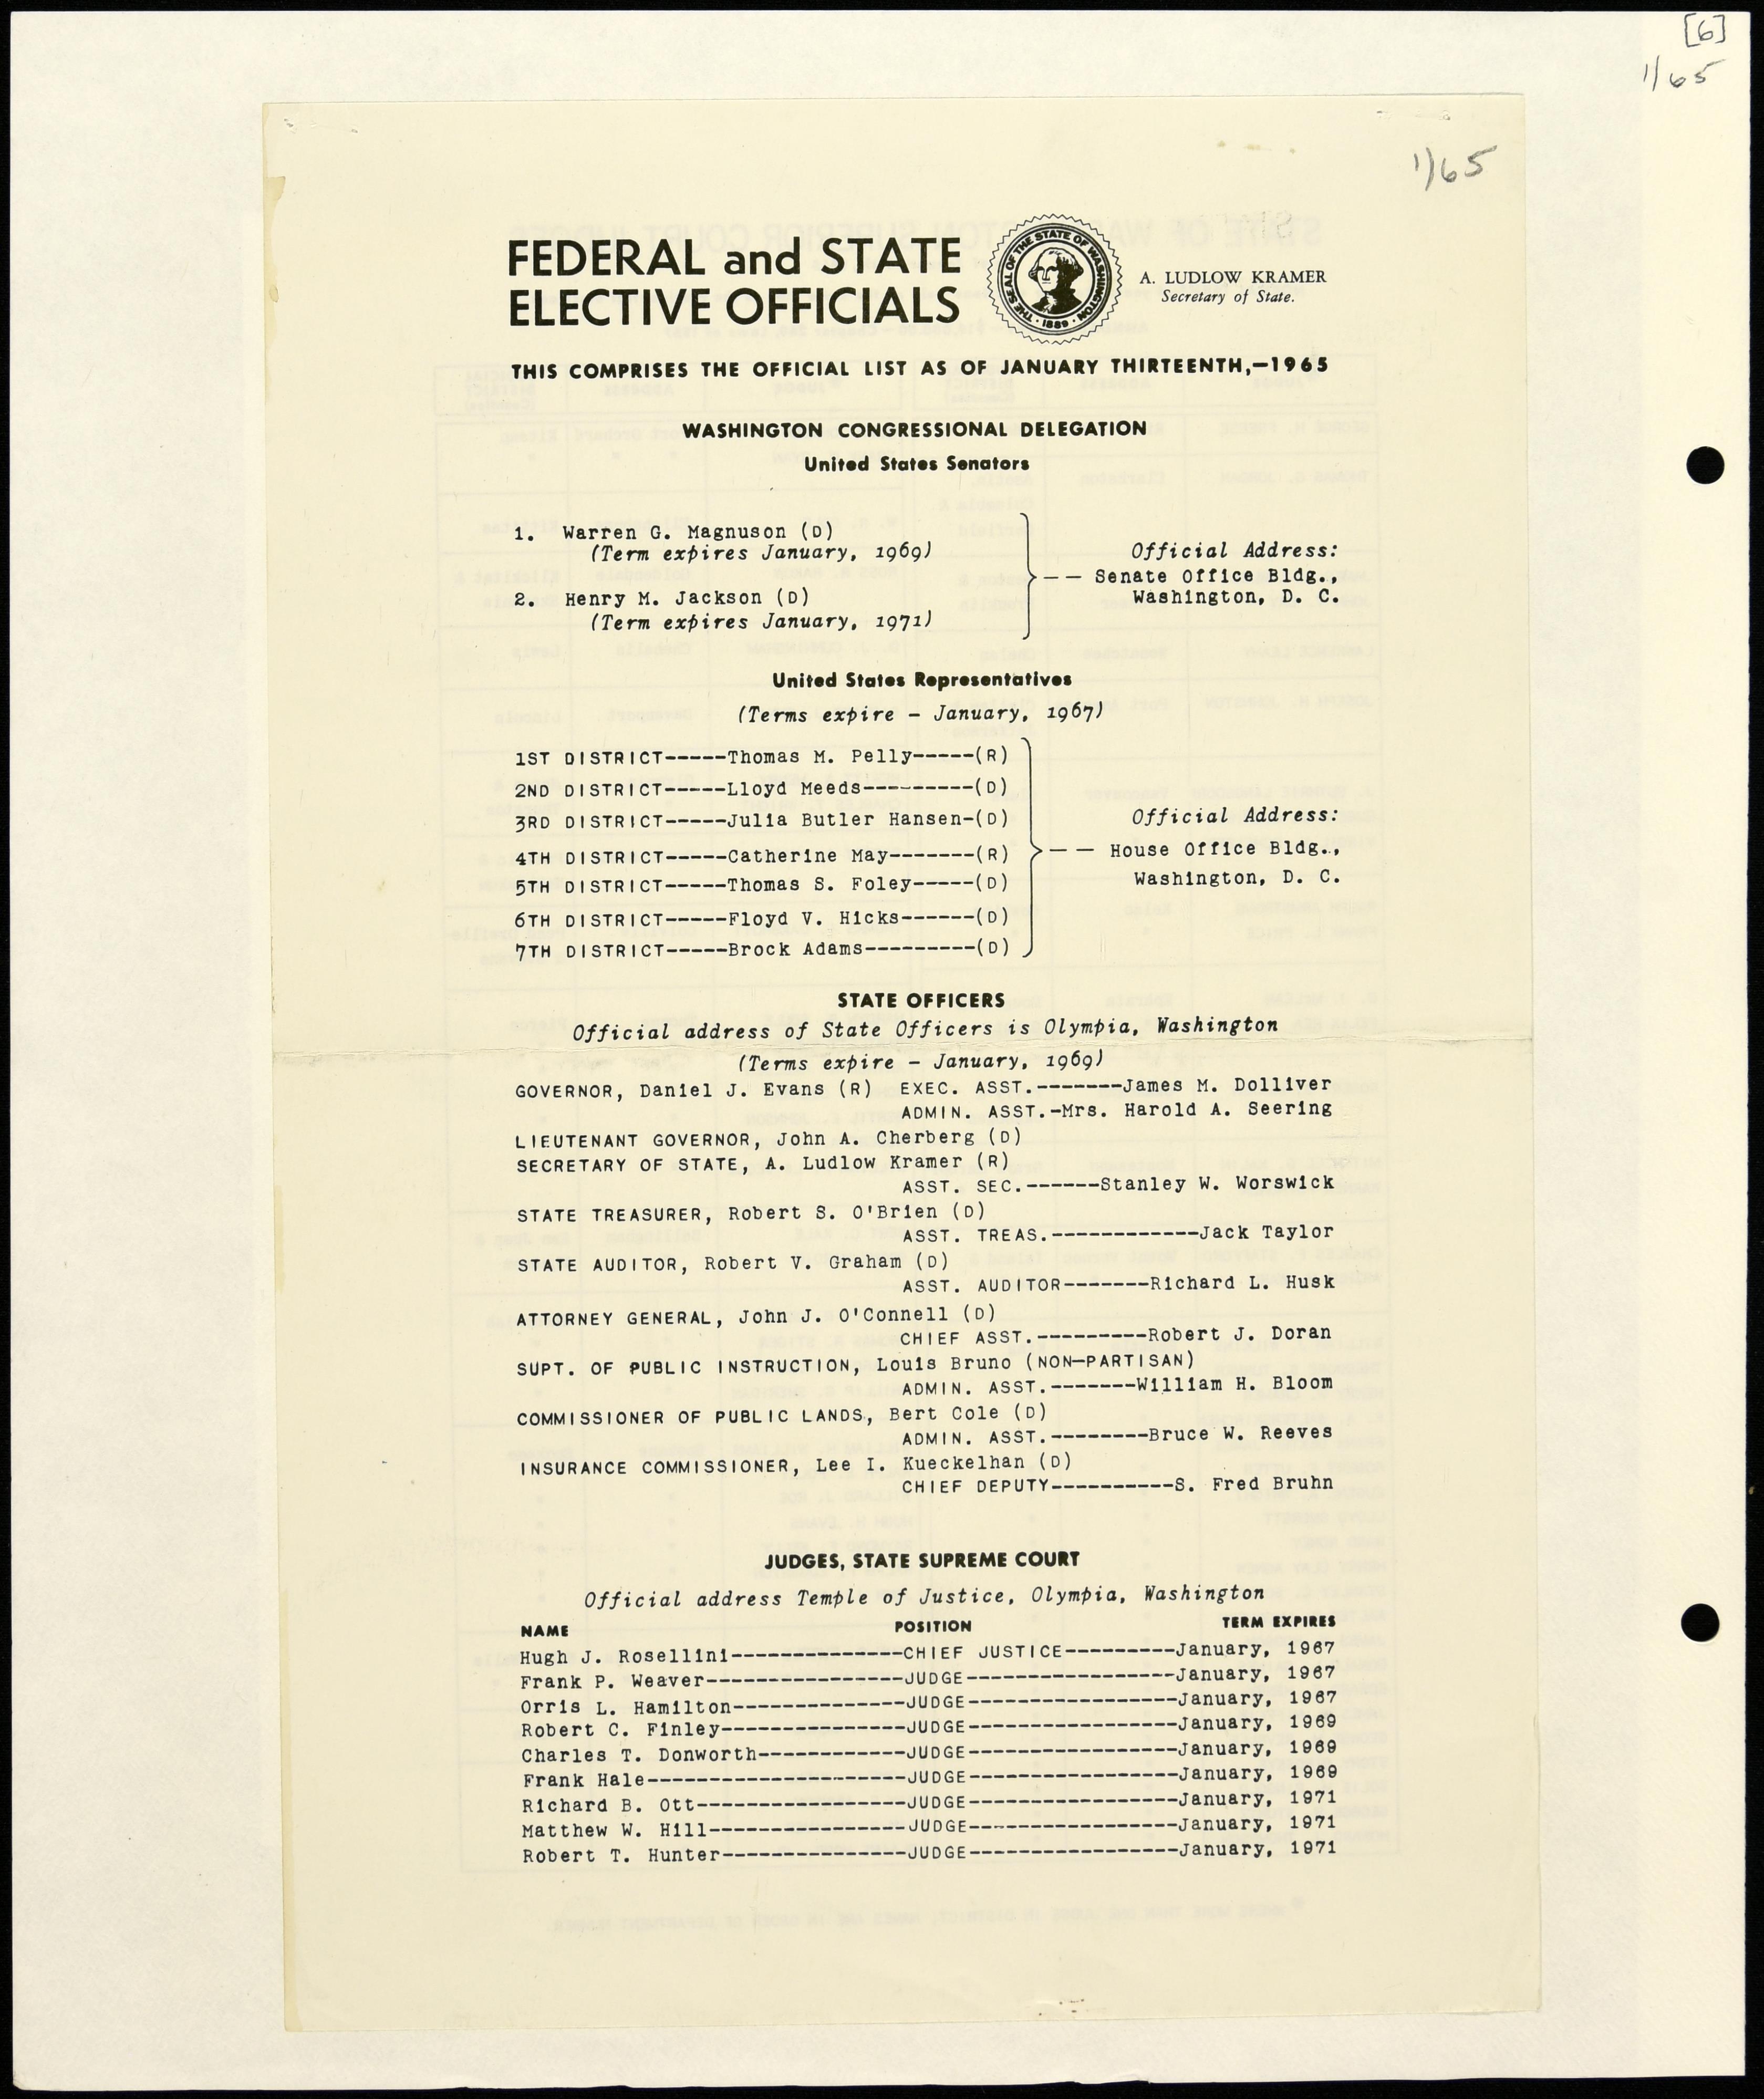 [6]
1/65
1/65
FEDERAL and STATE
ELECTIVE OFFICIALS
THE SEAL OF THE STATE OF WASHINGTON
· 1889 ·
A. LUDLOW KRAMER
Secretary of State.
THIS COMPRISES THE OFFICIAL LIST AS OF JANUARY THIRTEENTH,—1965
WASHINGTON CONGRESSIONAL DELEGATION
United States Senators
1. Warren G. Magnuson (D)
(Term expires January, 1969)
2. Henry M. Jackson (D)
(Term expires January, 1971)
Official Address:
— — Senate Office Bldg.,
Washington, D. C.
United States Representatives
(Terms expire — January, 1967)
1ST DISTRICT-----Thomas M. Pelly-----(R)
2ND DISTRICT-----Lloyd Meeds---------(D)
3RD DISTRICT-----Julia Butler Hansen-(D)
4TH DISTRICT-----Catherine May-------(R)
5TH DISTRICT-----Thomas S. Foley-----(D)
6TH DISTRICT-----Floyd V. Hicks------(D)
7TH DISTRICT-----Brock Adams---------(D)
Official Address:
— — House Office Bldg.,
Washington, D. C.
STATE OFFICERS
Official address of State Officers is Olympia, Washington
(Terms expire — January, 1969)
GOVERNOR, Daniel J. Evans (R) EXEC. ASST.-------James M. Dolliver
ADMIN. ASST.-Mrs. Harold A. Seering
LIEUTENANT GOVERNOR, John A. Cherberg (D)
SECRETARY OF STATE, A. Ludlow Kramer (R)
ASST. SEC.------Stanley W. Worswick
STATE TREASURER, Robert S. O'Brien (D)
ASST. TREAS.------------Jack Taylor
STATE AUDITOR, Robert V. Graham (D)
ASST. AUDITOR-------Richard L. Husk
ATTORNEY GENERAL, John J. O'Connell (D)
CHIEF ASST.---------Robert J. Doran
SUPT. OF PUBLIC INSTRUCTION, Louis Bruno (NON-PARTISAN)
ADMIN. ASST.-------William H. Bloom
COMMISSIONER OF PUBLIC LANDS, Bert Cole (D)
ADMIN. ASST.--------Bruce W. Reeves
INSURANCE COMMISSIONER, Lee I. Kueckelhan (D)
CHIEF DEPUTY----------S. Fred Bruhn
JUDGES, STATE SUPREME COURT
Official address Temple of Justice, Olympia, Washington
NAME POSITION TERM EXPIRES
Hugh J. Rosellini--------------CHIEF JUSTICE---------January, 1967
Frank P. Weaver----------------JUDGE-----------------January, 1967
Orris L. Hamilton--------------JUDGE-----------------January, 1967
Robert C. Finley---------------JUDGE-----------------January, 1969
Charles T. Donworth------------JUDGE-----------------January, 1969
Frank Hale---------------------JUDGE-----------------January, 1969
Richard B. Ott-----------------JUDGE-----------------January, 1971
Matthew W. Hill----------------JUDGE-----------------January, 1971
Robert T. Hunter---------------JUDGE-----------------January, 1971